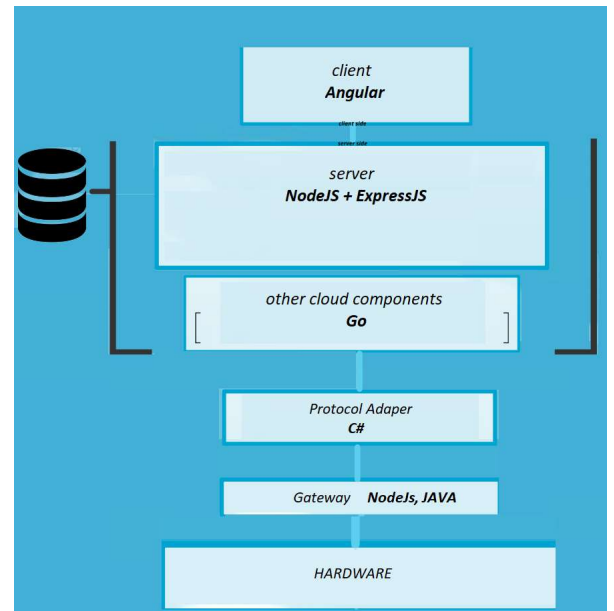 client
Angular
client side
server side
server
NodeJS + ExpressJS
other cloud components
Go
Protocol Adaper
C#
Gateway NodeJs, JAVA
HARDWARE